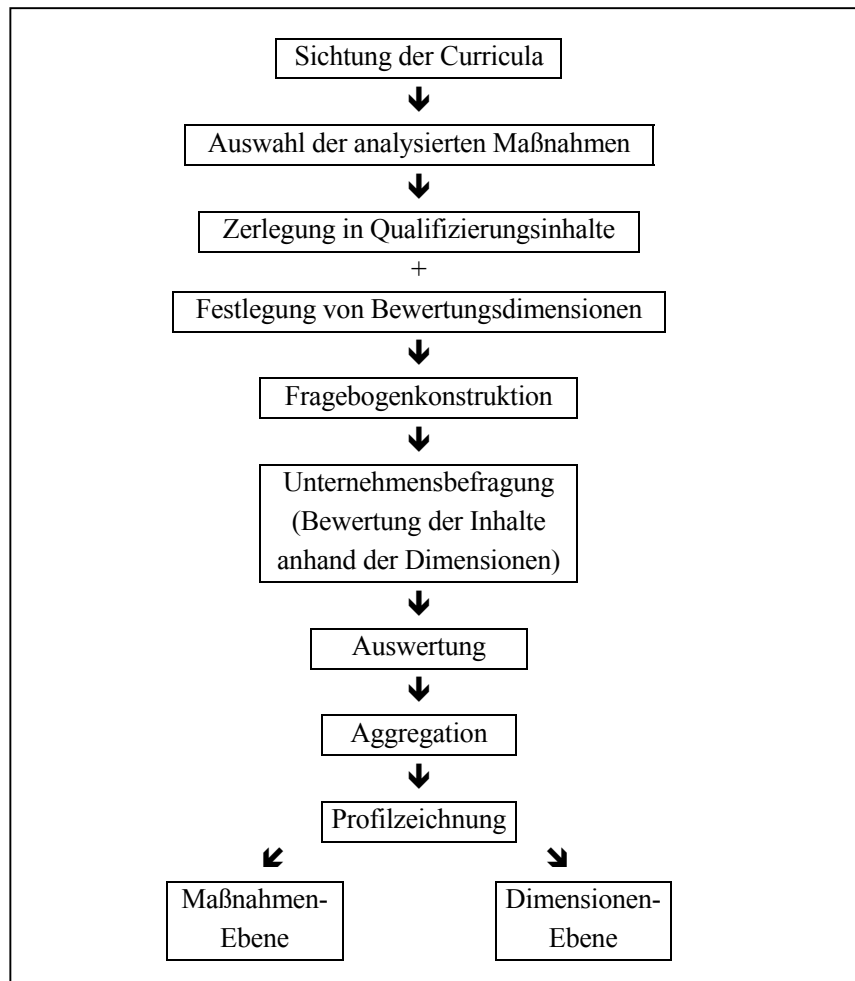 Sichtung der Curricula
Auswahl der analysierten Maßnahmen
Zerlegung in Qualifizierungsinhalte
+
Festlegung von Bewertungsdimensionen
Fragebogenkonstruktion
Unternehmensbefragung
(Bewertung der Inhalte
anhand der Dimensionen)
Auswertung
Aggregation
Profilzeichnung
Maßnahmen-
Ebene
Dimensionen-
Ebene